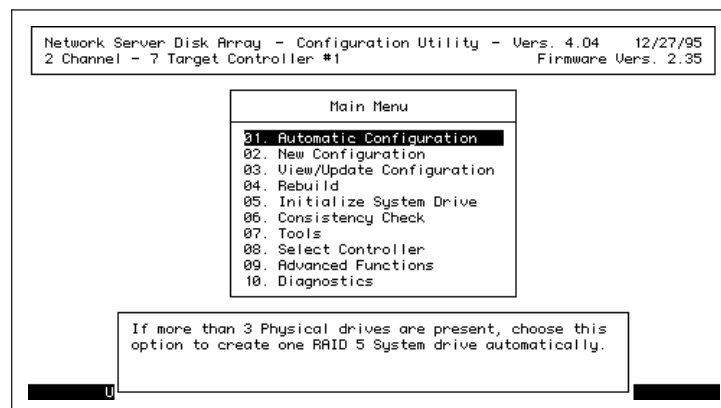 Network Server Disk Array - Configuration Utility - Vers. 4.04 12/27/95
2 Channel - 7 Target Controller #1 Firmware Vers. 2.35
Main Menu
01. Automatic Configuration
02. New Configuration
03. View/Update Configuration
04. Rebuild
05. Initialize System Drive
06. Consistency Check
07. Tools
08. Select Controller
09. Advanced Functions
10. Diagnostics
If more than 3 Physical drives are present, choose this
option to create one RAID 5 System drive automatically.
U